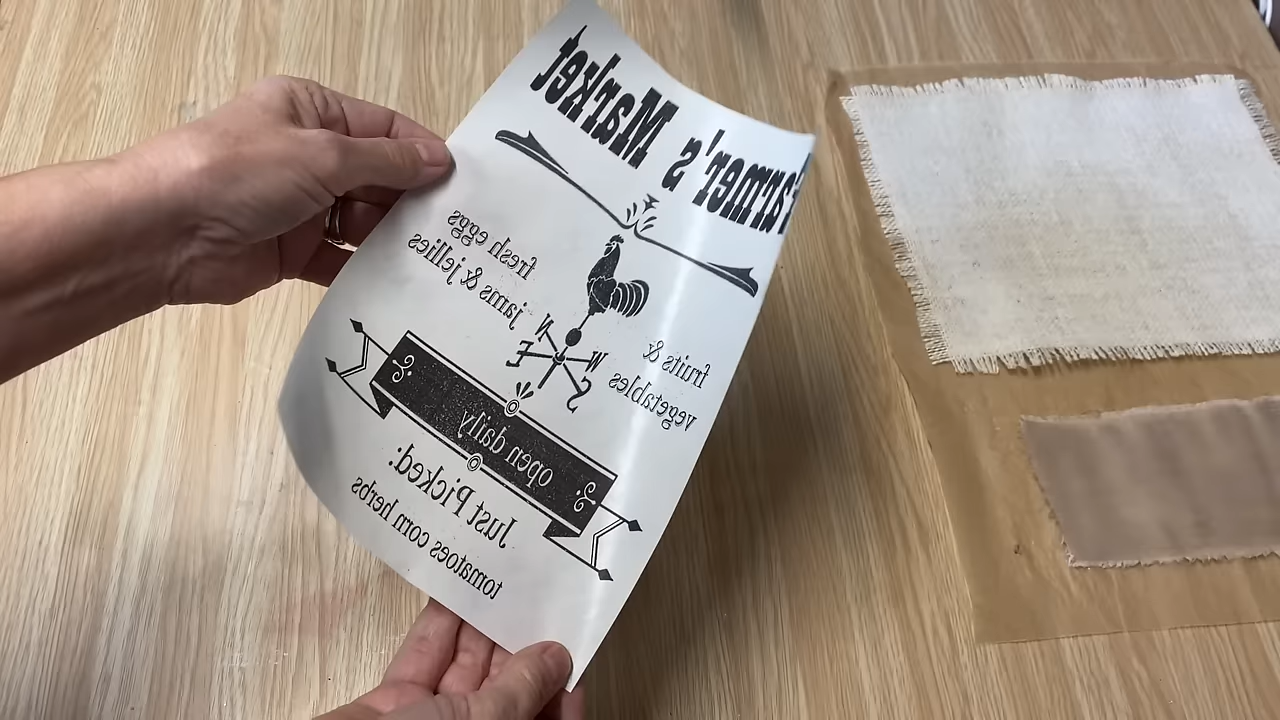 Farmer's Market
fresh eggs
jams & jellies
fruits &
vegetables
N
E
W
S
open daily
Just Picked:
tomatoes corn herbs